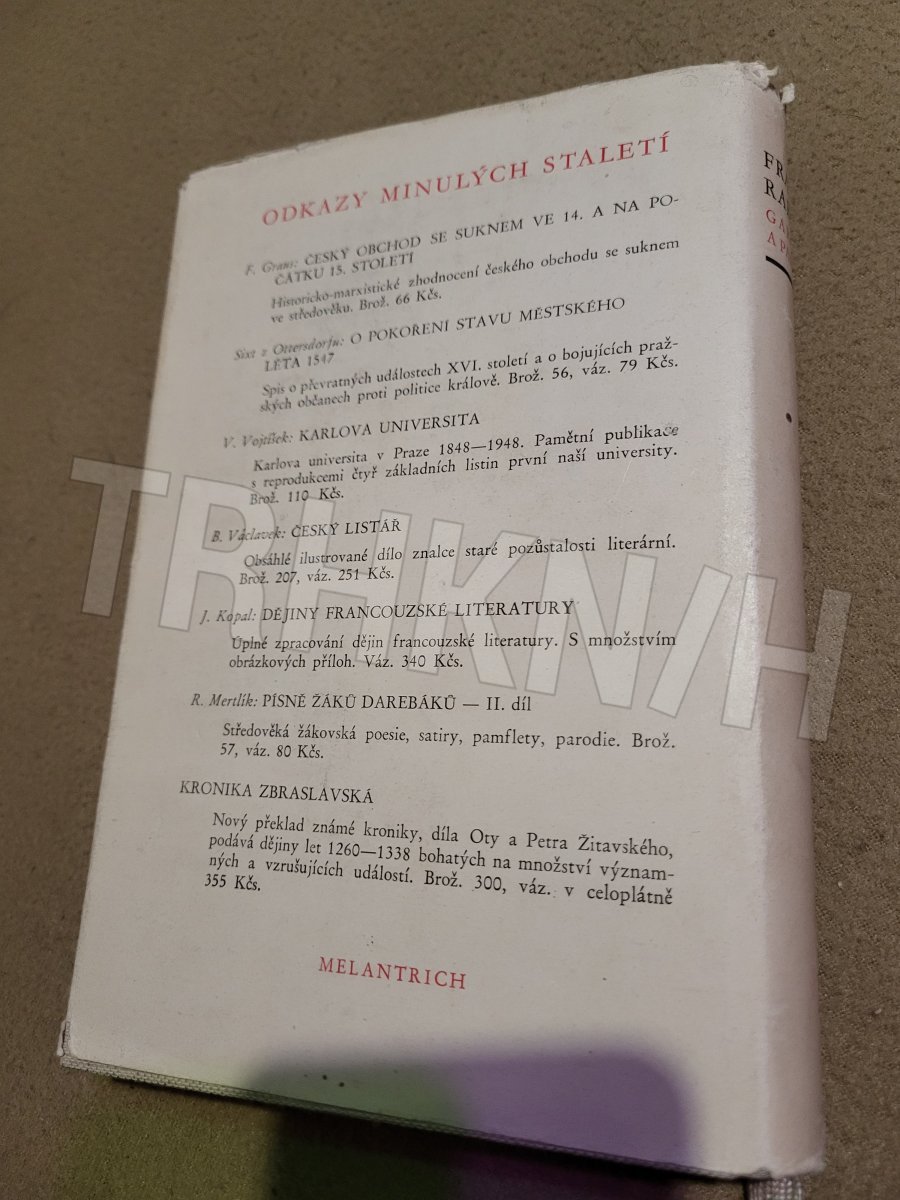 ODKAZY MINULÝCH STALETÍ
F. Graus: ČESKÝ OBCHOD SE SUKNEM VE 14. A NA PO-
ČÁTKU 15. STOLETÍ
Historicko-marxistické zhodnocení českého obchodu se suknem
ve středověku. Brož. 66 Kčs.
Sixt z Ottersdorfu: O POKOŘENÍ STAVU MĚSTSKÉHO
LÉTA 1547
Spis o převratných událostech XVI. století a o bojujících praž-
ských občanech proti politice králově. Brož. 56, váz. 79 Kčs.
V. Vojtíšek: KARLOVA UNIVERSITA
Karlova universita v Praze 1848—1948. Pamětní publikace
s reprodukcemi čtyř základních listin první naší university.
Brož. 110 Kčs.
B. Václavek: ČESKÝ LISTÁŘ
Obsáhlé ilustrované dílo znalce staré pozůstalosti literární.
Brož. 207, váz. 251 Kčs.
J. Kopal: DĚJINY FRANCOUZSKÉ LITERATURY
Úplné zpracování dějin francouzské literatury. S množstvím
obrázkových příloh. Váz. 340 Kčs.
R. Mertlík: PÍSNĚ ŽÁKŮ DAREBÁKŮ — II. díl
Středověká žákovská poesie, satiry, pamflety, parodie. Brož.
57, váz. 80 Kčs.
KRONIKA ZBRASLAVSKÁ
Nový překlad známé kroniky, díla Oty a Petra Žitavského,
podává dějiny let 1260—1338 bohatých na množství význam-
ných a vzrušujících událostí. Brož. 300, váz. v celoplátně
355 Kčs.
MELANTRICH
TRHKNI/H